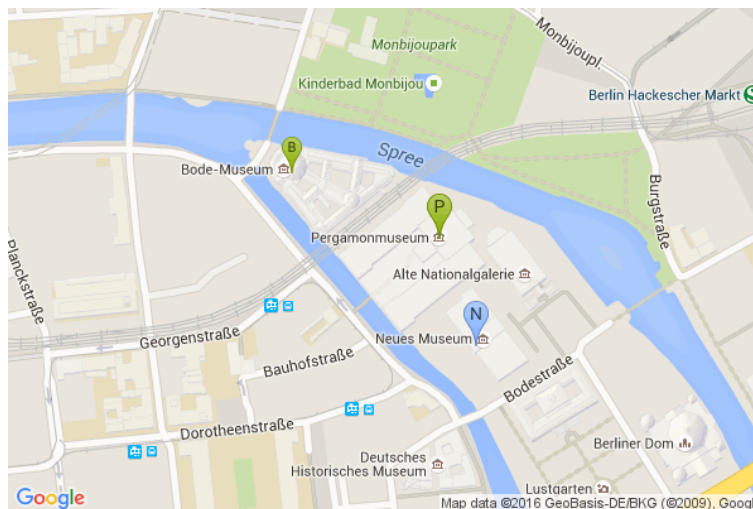 Monbijoupl.
Monbijoupark
Kinderbad Monbijou
Berlin Hackescher Markt
S
Spree
B
Bode-Museum
Burgstraße
P
Pergamonmuseum
Planckstraße
Alte Nationalgalerie
N
Neues Museum
Georgenstraße
Bauhofstraße
Bodestraße
Dorotheenstraße
Berliner Dom
Deutsches
Historisches Museum
Lustgarten
Google
Map data ©2016 GeoBasis-DE/BKG (©2009), Googl